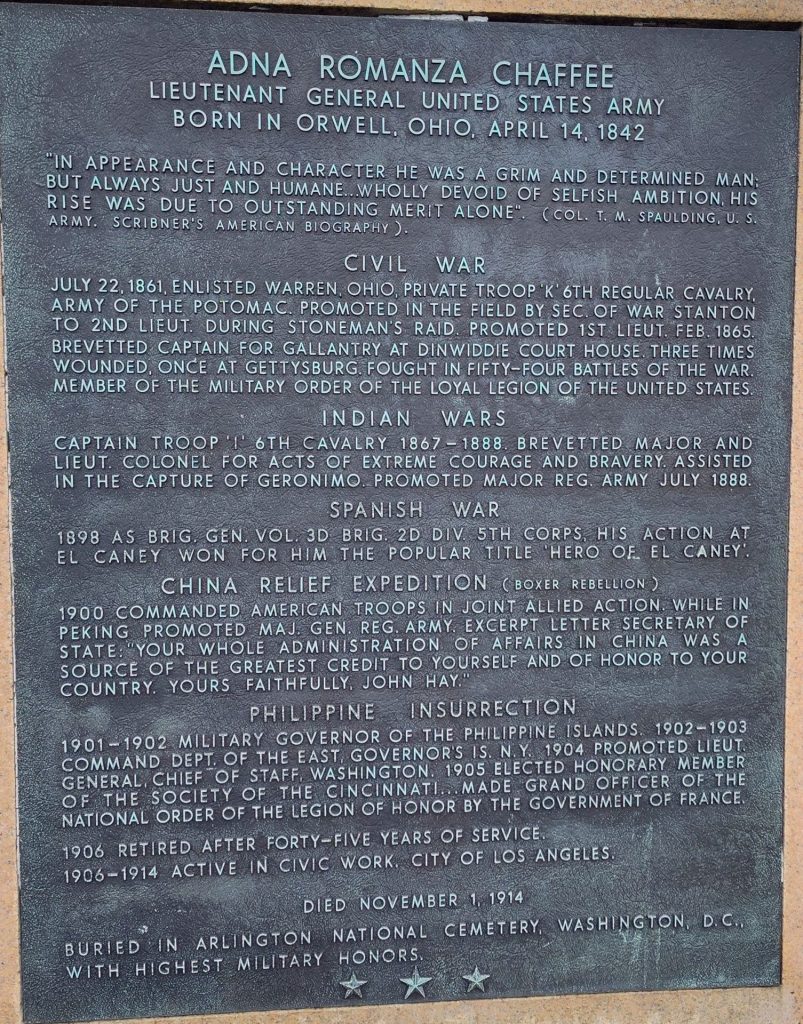 ADNA ROMANZA CHAFFEE
LIEUTENANT GENERAL UNITED STATES ARMY
BORN IN ORWELL, OHIO, APRIL 14, 1842
"IN APPEARANCE AND CHARACTER HE WAS A GRIM AND DETERMINED MAN;
BUT ALWAYS JUST AND HUMANE...WHOLLY DEVOID OF SELFISH AMBITION, HIS
RISE WAS DUE TO OUTSTANDING MERIT ALONE". (COL. T. M. SPAULDING, U. S.
ARMY. SCRIBNER'S AMERICAN BIOGRAPHY).
CIVIL WAR
JULY 22, 1861, ENLISTED WARREN, OHIO, PRIVATE TROOP 'K' 6TH REGULAR CAVALRY,
ARMY OF THE POTOMAC. PROMOTED IN THE FIELD BY SEC. OF WAR STANTON
TO 2ND LIEUT. DURING STONEMAN'S RAID. PROMOTED 1ST LIEUT. FEB. 1865.
BREVETTED CAPTAIN FOR GALLANTRY AT DINWIDDIE COURT HOUSE. THREE TIMES
WOUNDED, ONCE AT GETTYSBURG. FOUGHT IN FIFTY-FOUR BATTLES OF THE WAR.
MEMBER OF THE MILITARY ORDER OF THE LOYAL LEGION OF THE UNITED STATES.
INDIAN WARS
CAPTAIN TROOP 'I' 6TH CAVALRY 1867-1888. BREVETTED MAJOR AND
LIEUT. COLONEL FOR ACTS OF EXTREME COURAGE AND BRAVERY. ASSISTED
IN THE CAPTURE OF GERONIMO. PROMOTED MAJOR REG. ARMY JULY 1888.
SPANISH WAR
1898 AS BRIG. GEN. VOL. 3D BRIG. 2D DIV. 5TH CORPS, HIS ACTION AT
EL CANEY WON FOR HIM THE POPULAR TITLE 'HERO OF EL CANEY'.
CHINA RELIEF EXPEDITION (BOXER REBELLION)
1900 COMMANDED AMERICAN TROOPS IN JOINT ALLIED ACTION. WHILE IN
PEKING PROMOTED MAJ. GEN. REG. ARMY. EXCERPT LETTER SECRETARY OF
STATE: "YOUR WHOLE ADMINISTRATION OF AFFAIRS IN CHINA WAS A
SOURCE OF THE GREATEST CREDIT TO YOURSELF AND OF HONOR TO YOUR
COUNTRY. YOURS FAITHFULLY, JOHN HAY."
PHILIPPINE INSURRECTION
1901-1902 MILITARY GOVERNOR OF THE PHILIPPINE ISLANDS. 1902-1903
COMMAND DEPT. OF THE EAST, GOVERNOR'S IS. N.Y. 1904 PROMOTED LIEUT.
GENERAL, CHIEF OF STAFF, WASHINGTON. 1905 ELECTED HONORARY MEMBER
OF THE SOCIETY OF THE CINCINNATI...MADE GRAND OFFICER OF THE
NATIONAL ORDER OF THE LEGION OF HONOR BY THE GOVERNMENT OF FRANCE.
1906 RETIRED AFTER FORTY-FIVE YEARS OF SERVICE.
1906-1914 ACTIVE IN CIVIC WORK, CITY OF LOS ANGELES.
DIED NOVEMBER 1, 1914
BURIED IN ARLINGTON NATIONAL CEMETERY, WASHINGTON, D.C.,
WITH HIGHEST MILITARY HONORS.